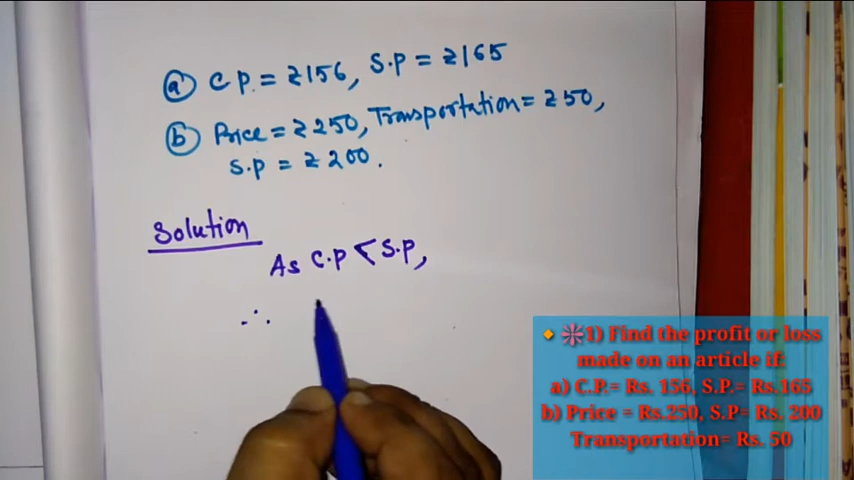 ⓐ C.P. = ₹156, S.P = ₹165
ⓑ Price = ₹250, Transportation = ₹50,
S.P = ₹200.
Solution
As C.P < S.P,
∴
🔸❇1) Find the profit or loss
made on an article if:
a) C.P.= Rs. 156, S.P.= Rs.165
b) Price = Rs.250, S.P= Rs. 200
Transportation= Rs. 50